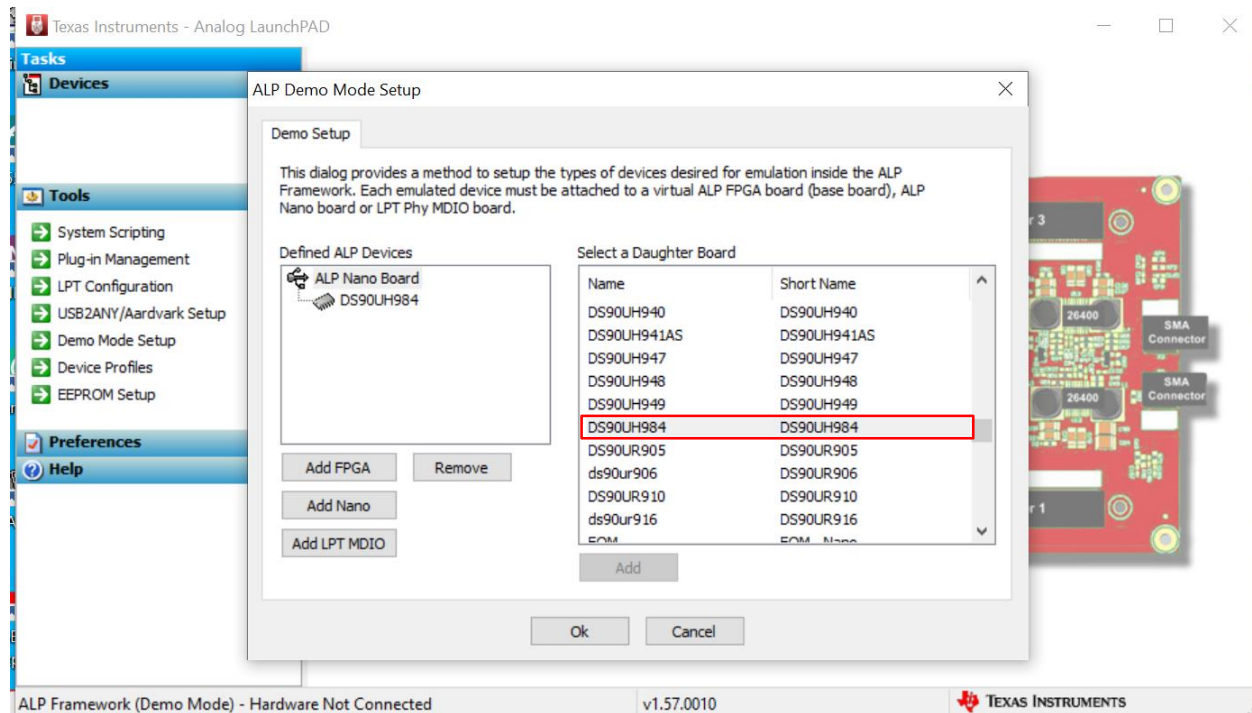 Texas Instruments - Analog LaunchPAD
Tasks
Devices
Tools
System Scripting
Plug-in Management
LPT Configuration
USB2ANY/Aardvark Setup
Demo Mode Setup
Device Profiles
EEPROM Setup
Preferences
Help
ALP Demo Mode Setup
Demo Setup
This dialog provides a method to setup the types of devices desired for emulation inside the ALP
Framework. Each emulated device must be attached to a virtual ALP FPGA board (base board), ALP
Nano board or LPT Phy MDIO board.
Defined ALP Devices
ALP Nano Board
DS90UH984
Add FPGA Remove
Add Nano
Add LPT MDIO
Select a Daughter Board
Name Short Name
DS90UH940 DS90UH940
DS90UH941AS DS90UH941AS
DS90UH947 DS90UH947
DS90UH948 DS90UH948
DS90UH949 DS90UH949
DS90UH984 DS90UH984
DS90UR905 DS90UR905
ds90ur906 DS90UR906
DS90UR910 DS90UR910
ds90ur916 DS90UR916
Add
Ok Cancel
r 3
26400
SMA
Connector
SMA
Connector
26400
r 1
ALP Framework (Demo Mode) - Hardware Not Connected
v1.57.0010
TEXAS INSTRUMENTS